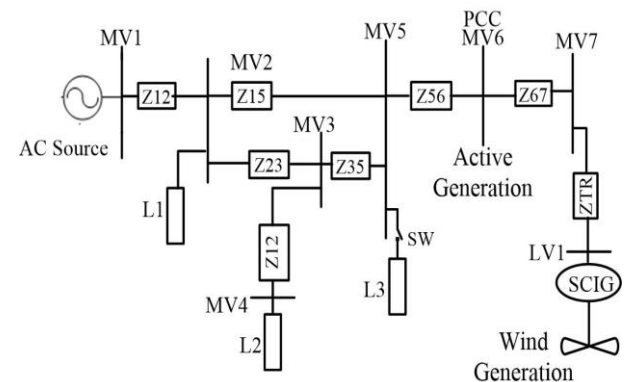 MV1
AC Source
Z12
MV2
Z15
L1
Z23
MV3
Z35
Z12
MV4
L2
MV5
SW
L3
Z56
PCC
MV6
Active
Generation
Z67
MV7
ZTR
LV1
SCIG
Wind
Generation